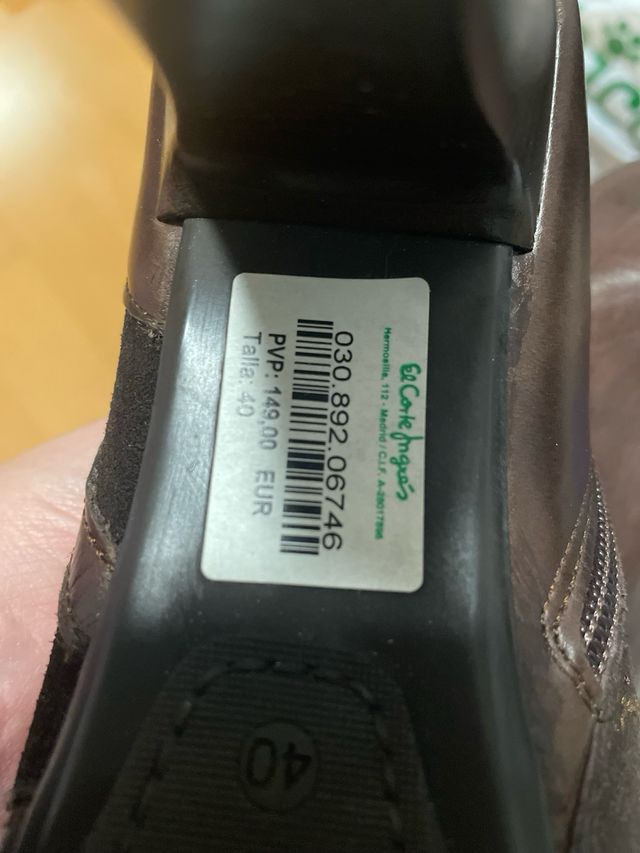 El Corte Inglés
Hermosilla, 112 - Madrid / C.I.F. A-28017895
030.892.06746
PVP: 149,00 EUR
Talla: 40
40